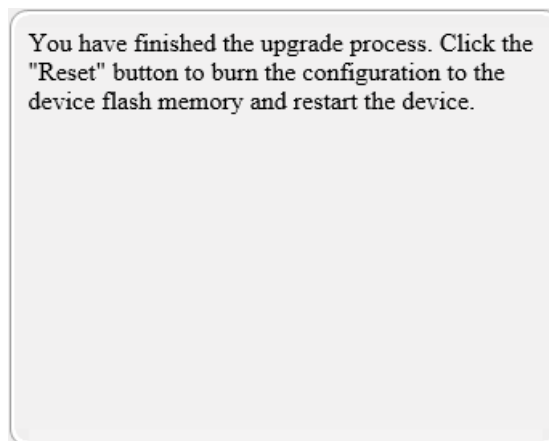 You have finished the upgrade process. Click the
"Reset" button to burn the configuration to the
device flash memory and restart the device.